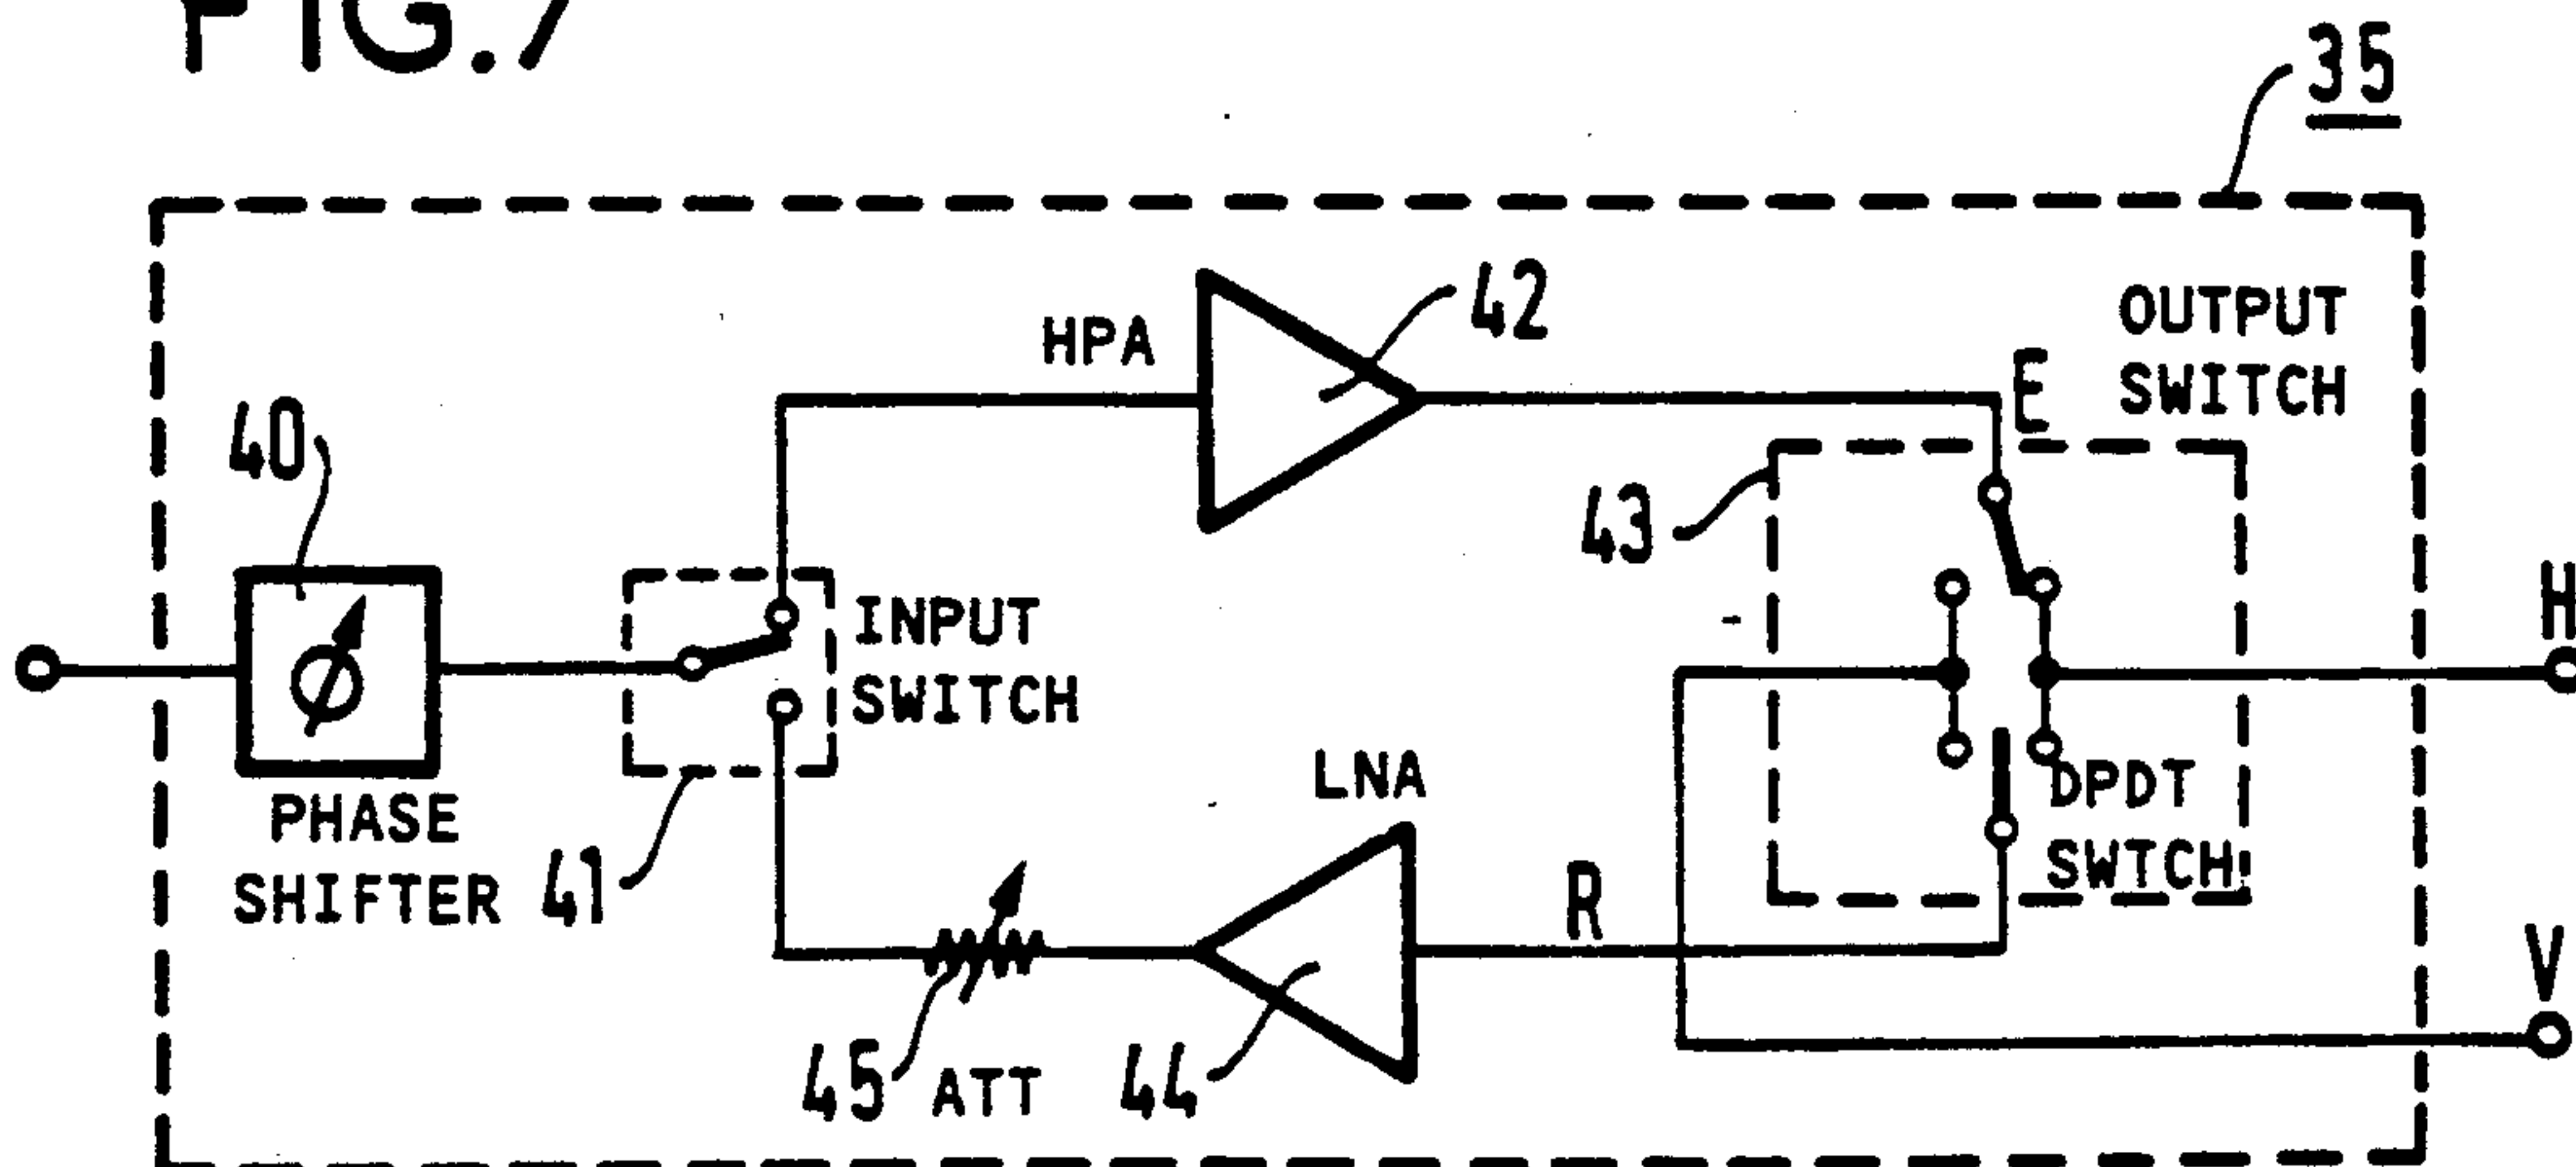 FIG.7
35
HPA
42
OUTPUT
SWITCH
E
40
43
INPUT
SWITCH
H
PHASE
SHIFTER
41
LNA
DPDT
SWTCH
R
V
45
ATT
44